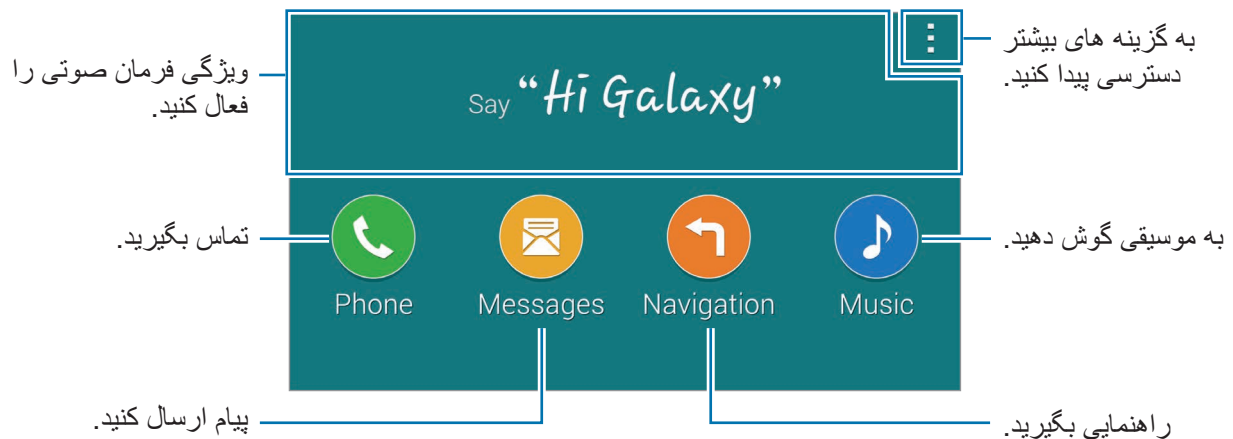 به گزینه های بیشتر
دسترسی پیدا کنید.
ویژگی فرمان صوتی را
فعال کنید.
Say “Hi Galaxy”
تماس بگیرید.
به موسیقی گوش دهید.
Phone Messages Navigation Music
پیام ارسال کنید.
راهنمایی بگیرید.